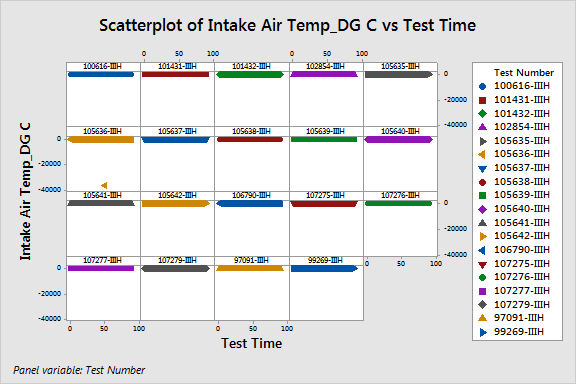 Scatterplot of Intake Air Temp_DG C vs Test Time
0 50 100 0 50 100
100616-IIIH 101431-IIIH 101432-IIIH 102854-IIIH 105635-IIIH
0
-20000
-40000
105636-IIIH 105637-IIIH 105638-IIIH 105639-IIIH 105640-IIIH
0
-20000
-40000
105641-IIIH 105642-IIIH 106790-IIIH 107275-IIIH 107276-IIIH
0
-20000
-40000
107277-IIIH 107279-IIIH 97091-IIIH 99269-IIIH
0
-20000
-40000
0 50 100 0 50 100
0 50 100
Intake Air Temp_DG C
Test Time
Test Number
100616-IIIH
101431-IIIH
101432-IIIH
102854-IIIH
105635-IIIH
105636-IIIH
105637-IIIH
105638-IIIH
105639-IIIH
105640-IIIH
105641-IIIH
105642-IIIH
106790-IIIH
107275-IIIH
107276-IIIH
107277-IIIH
107279-IIIH
97091-IIIH
99269-IIIH
Panel variable: Test Number